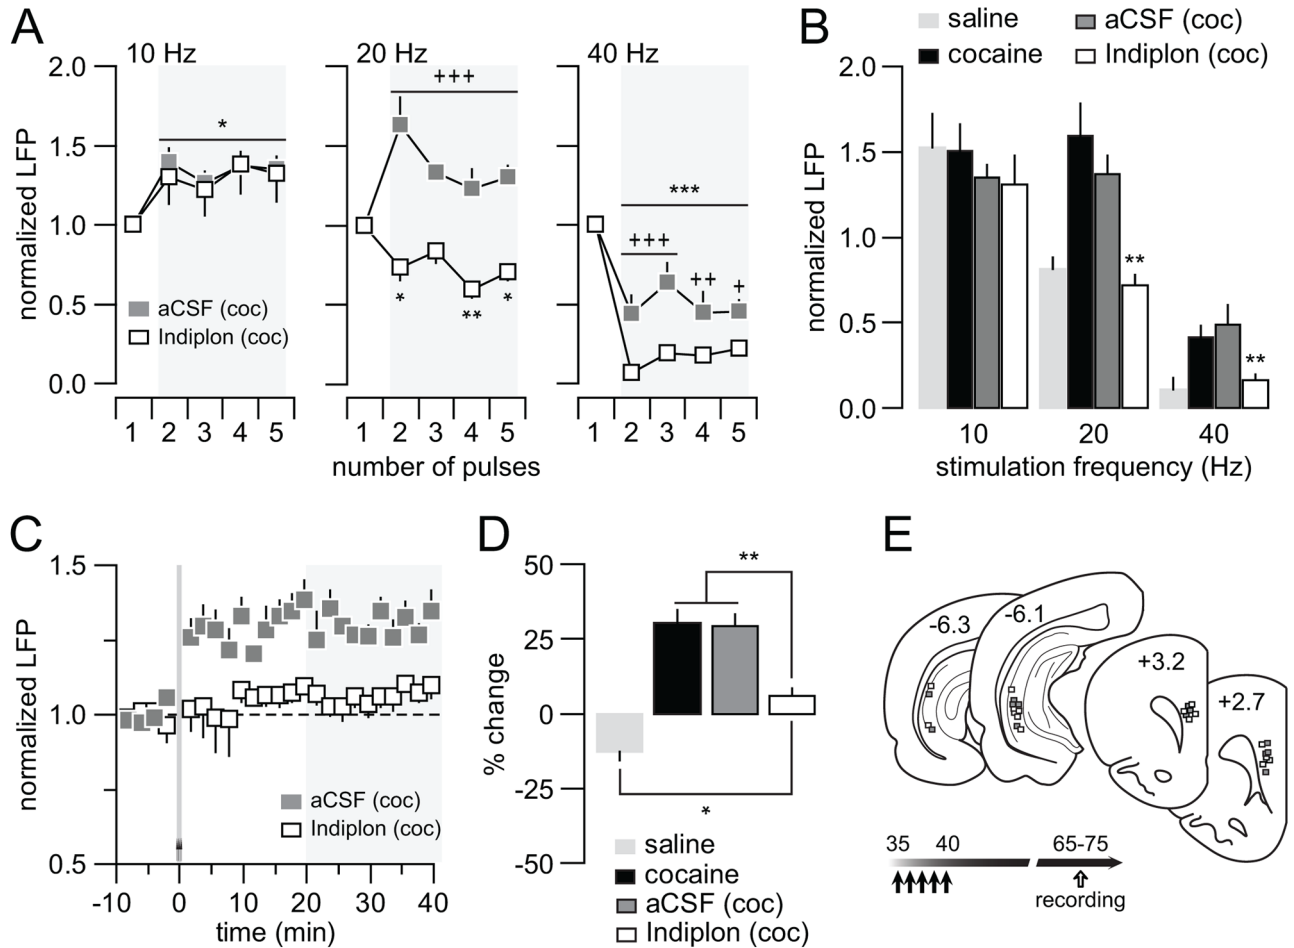 A
10 Hz
20 Hz
40 Hz
normalized LFP
2.0
1.5
1.0
0.5
0.0
*
+++
*
**
*
***
+++
++
+
aCSF (coc)
Indiplon (coc)
1 2 3 4 5
1 2 3 4 5
1 2 3 4 5
number of pulses
B
saline
aCSF (coc)
cocaine
Indiplon (coc)
normalized LFP
2.0
1.5
1.0
0.5
0.0
**
**
10 20 40
stimulation frequency (Hz)
C
normalized LFP
1.5
1.0
0.5
aCSF (coc)
Indiplon (coc)
-10 0 10 20 30 40
time (min)
D
% change
50
25
0
-25
-50
**
*
saline
cocaine
aCSF (coc)
Indiplon (coc)
E
-6.3
-6.1
+3.2
+2.7
35 40 65-75
recording